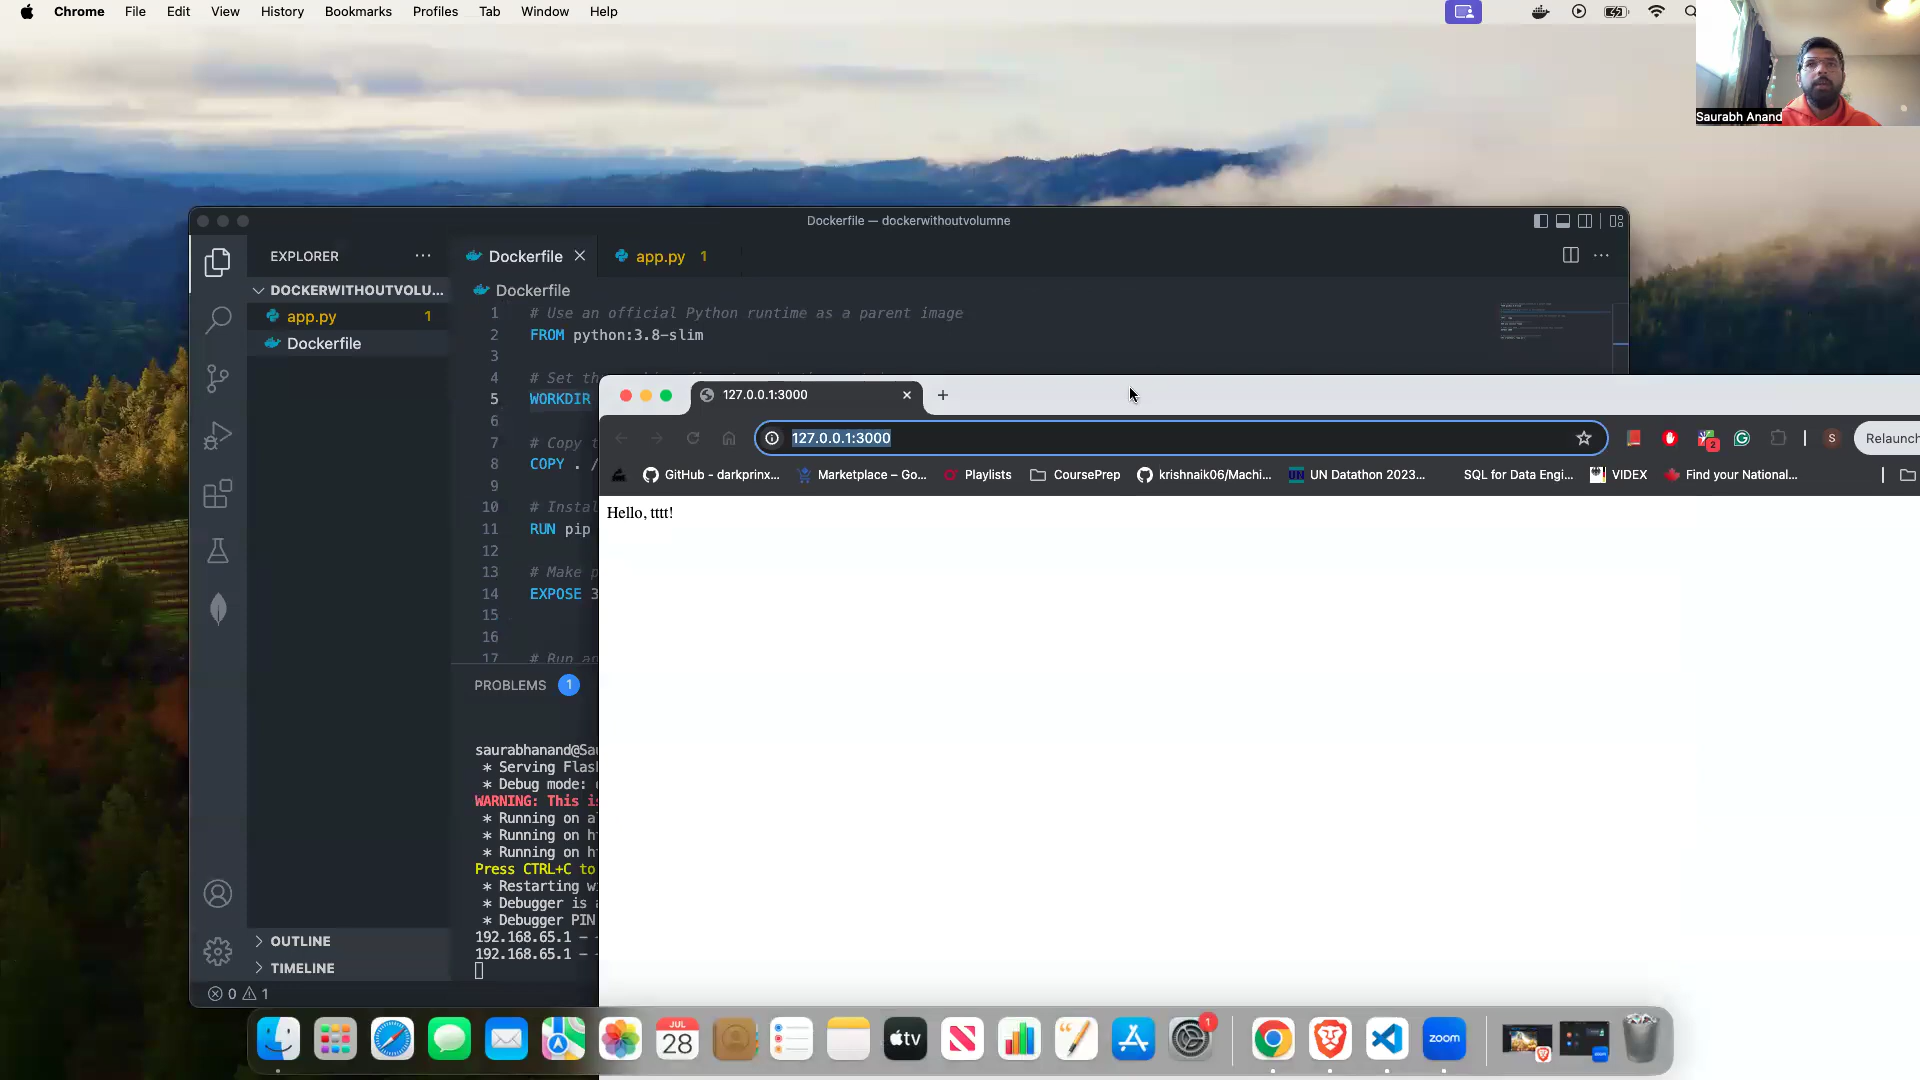 Chrome File Edit View History Bookmarks Profiles Tab Window Help
Saurabh Anand
Dockerfile — dockerwithoutvolumne
EXPLORER
Dockerfile
app.py 1
DOCKERWITHOUTVOLU...
Dockerfile
app.py 1
Dockerfile
1 # Use an official Python runtime as a parent image
2 FROM python:3.8-slim
3
4 # Set
5 WORKDIR
6
7 # Copy
8 COPY . /
9
10 # Instal
11 RUN pip
12
13 # Make
14 EXPOSE 3
15
16
17 # Run
127.0.0.1:3000
127.0.0.1:3000
2
S
Relaunch
GitHub - darkprinx... Marketplace – Go... Playlists CoursePrep krishnaik06/Machi... UN Datathon 2023... SQL for Data Engi... VIDEX Find your National...
Hello, tttt!
PROBLEMS 1
saurabhanand@Sau
* Serving Flas
* Debug mode:
WARNING: This
* Running on
* Running on
* Running on
Press CTRL+C to
* Restarting
* Debugger is
* Debugger PIN
192.168.65.1 - -
192.168.65.1 - -
OUTLINE
TIMELINE
0 1
JUL
28
tv
1
zoom